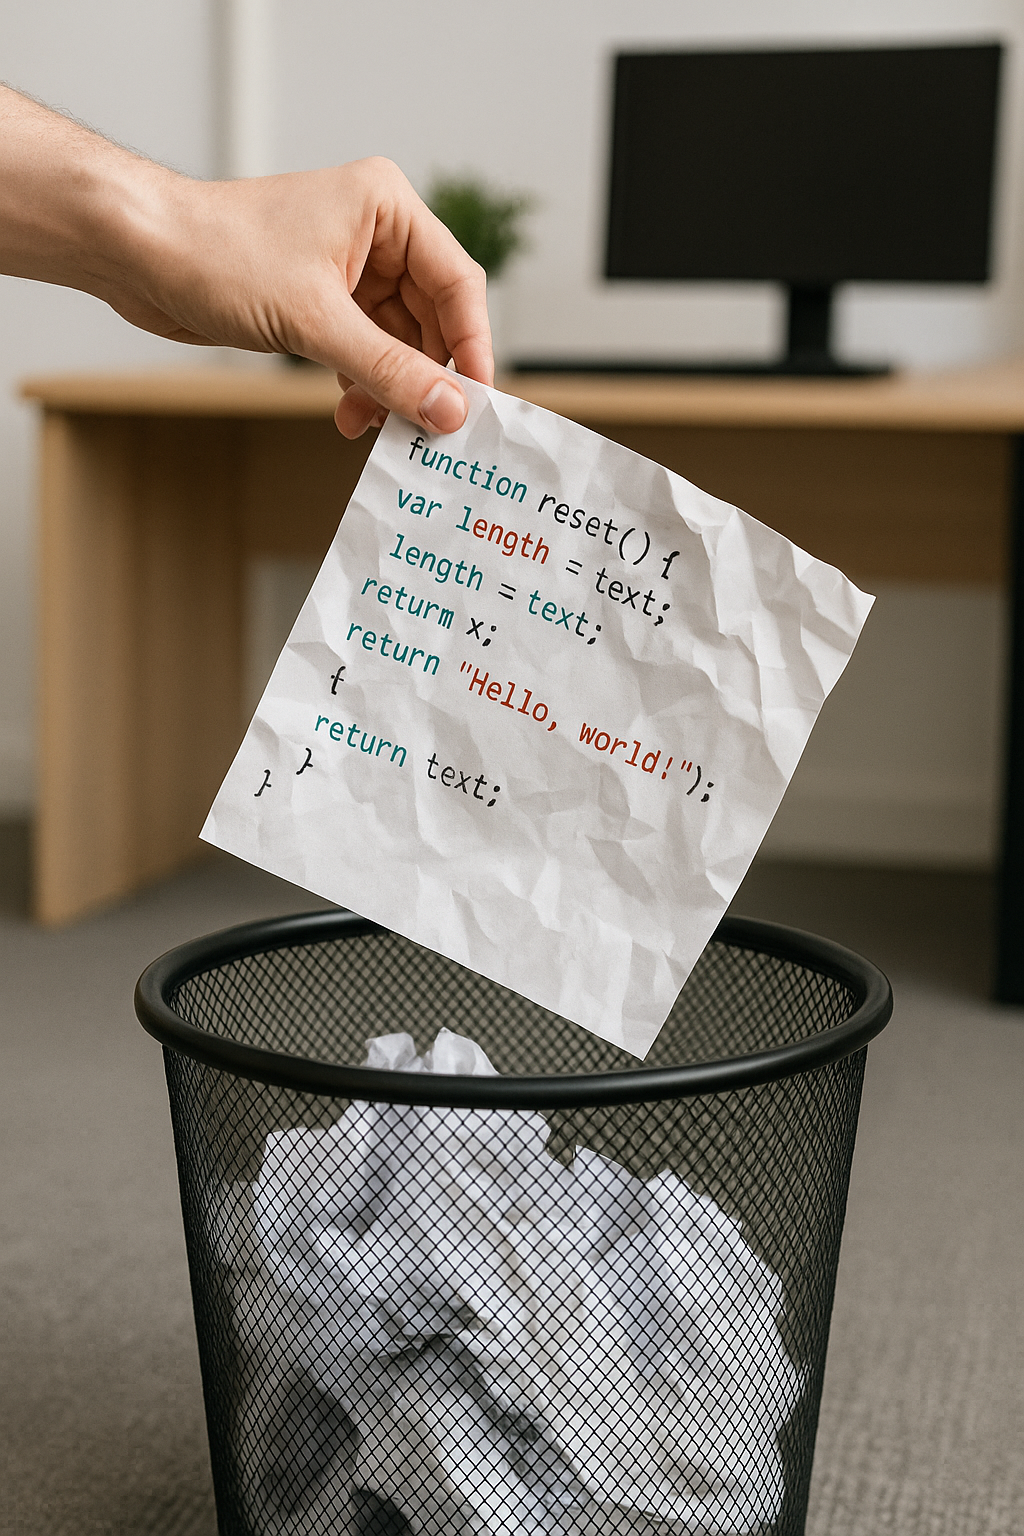 function reset() {
var length = text;
length = text;
returm x;
return "Hello, world!");
{
return text;
}
}